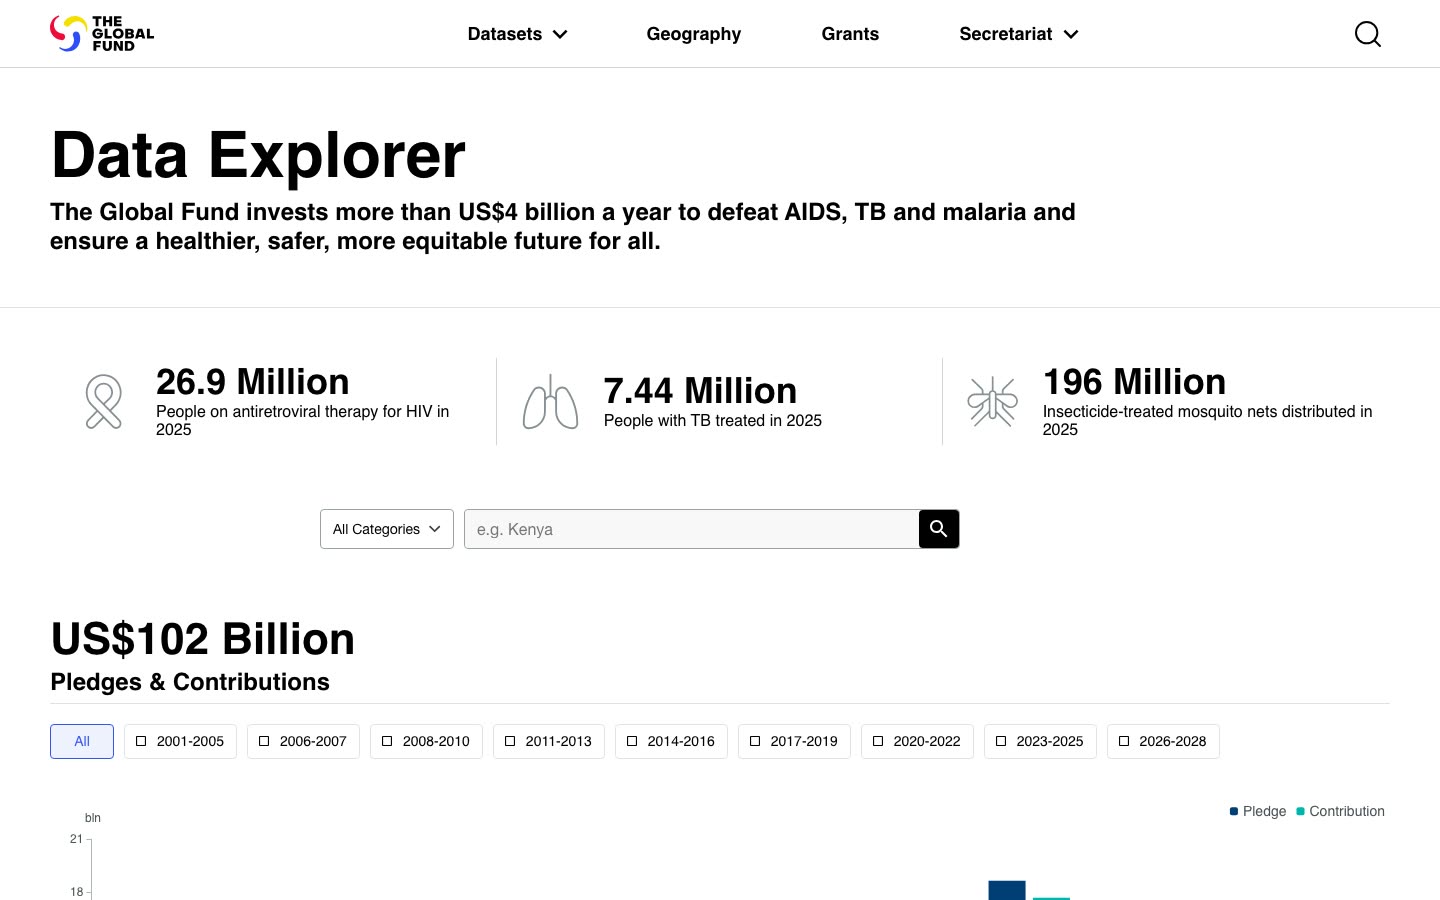 THE
GLOBAL
FUND
Datasets
Geography
Grants
Secretariat
Data Explorer
The Global Fund invests more than US$4 billion a year to defeat AIDS, TB and malaria and
ensure a healthier, safer, more equitable future for all.
26.9 Million
People on antiretroviral therapy for HIV in
2025
7.44 Million
People with TB treated in 2025
196 Million
Insecticide-treated mosquito nets distributed in
2025
All Categories
e.g. Kenya
US$102 Billion
Pledges & Contributions
All
2001-2005
2006-2007
2008-2010
2011-2013
2014-2016
2017-2019
2020-2022
2023-2025
2026-2028
Pledge
Contribution
bln
21
18